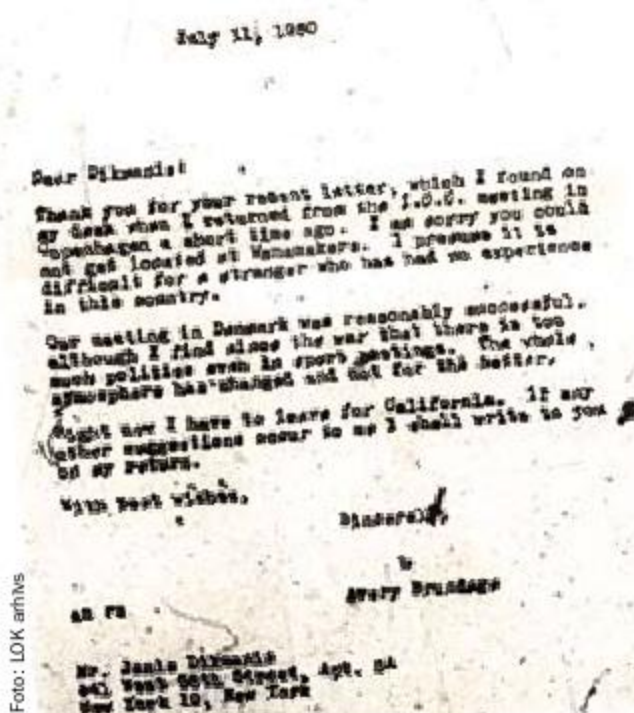 July 11, 1950
Dear Dikmanis:
Thank you for your recent letter, which I found on
my desk when I returned from the I.O.C. meeting in
Copenhagen a short time ago. I am sorry you could
not get located at Wanamakers. I presume it is
difficult for a stranger who has had no experience
in this country.
Our meeting in Denmark was reasonably successful,
although I find since the war that there is too
much politics even in sport meetings. The whole
atmosphere has changed and not for the better.
Right now I have to leave for California. If any
other suggestions occur to me I shall write to you
on my return.
With best wishes,
Sincerely,
Avery Brundage
Mr. Janis Dikmanis
West Street, Apt.
New York 19, New York
Foto: LOK arhīvs